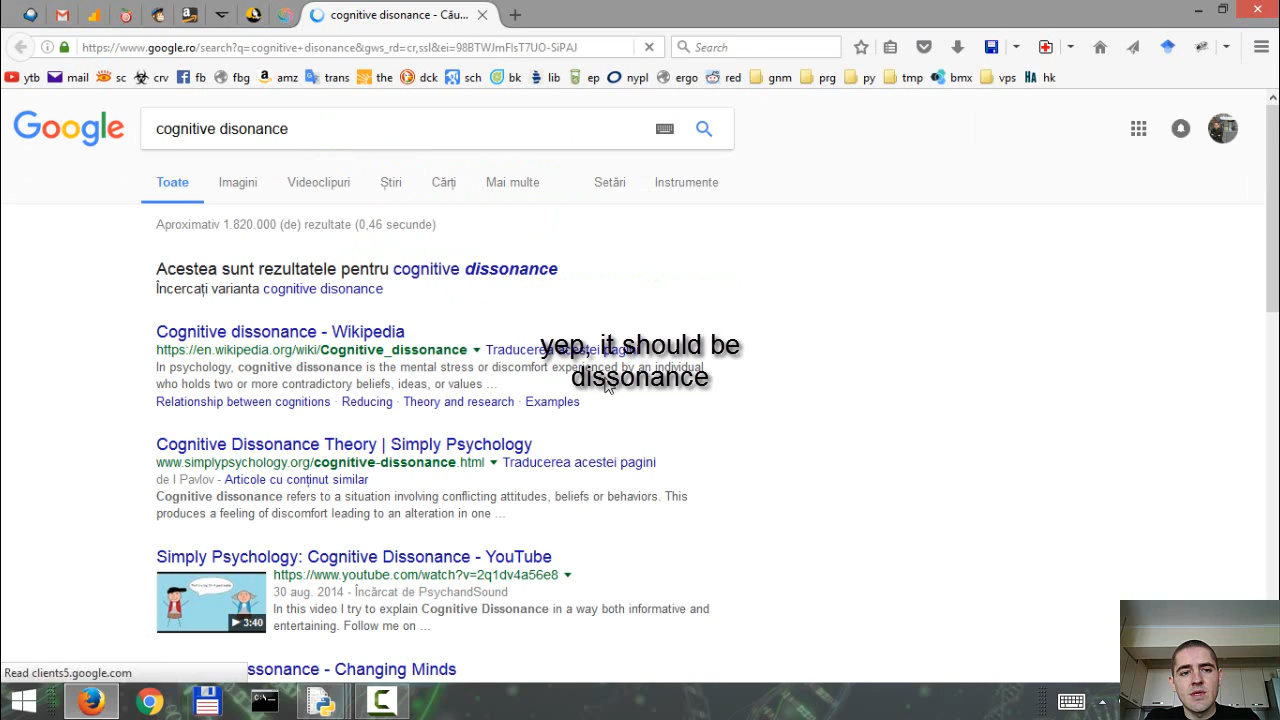 cognitive disonance - Cău...
https://www.google.ro/search?q=cognitive+disonance&gws_rd=cr,ssl&ei=98BTWJmFIsT7UO-SiPAJ
Search
ytb mail sc crv fb fbg amz trans the dck sch bk lib ep nypl ergo red gnm prg py tmp bmx vps HA hk
Google
cognitive disonance
Toate Imagini Videoclipuri Știri Cărți Mai multe Setări Instrumente
Aproximativ 1.820.000 (de) rezultate (0,46 secunde)
Acestea sunt rezultatele pentru cognitive dissonance
Încercați varianta cognitive disonance
Cognitive dissonance - Wikipedia
https://en.wikipedia.org/wiki/Cognitive_dissonance Traducerea acestei pagini
yep, it should be
dissonance
In psychology, cognitive dissonance is the mental stress or discomfort experienced by an individual
who holds two or more contradictory beliefs, ideas, or values ...
Relationship between cognitions · Reducing · Theory and research · Examples
Cognitive Dissonance Theory | Simply Psychology
www.simplypsychology.org/cognitive-dissonance.html Traducerea acestei pagini
de I Pavlov - Articole cu conținut similar
Cognitive dissonance refers to a situation involving conflicting attitudes, beliefs or behaviors. This
produces a feeling of discomfort leading to an alteration in one ...
Simply Psychology: Cognitive Dissonance - YouTube
https://www.youtube.com/watch?v=2q1dv4a56e8
30 aug. 2014 - Încărcat de PsychandSound
In this video I try to explain Cognitive Dissonance in a way both informative and
entertaining. Follow me on ...
3:40
ssonance - Changing Minds
Read clients5.google.com